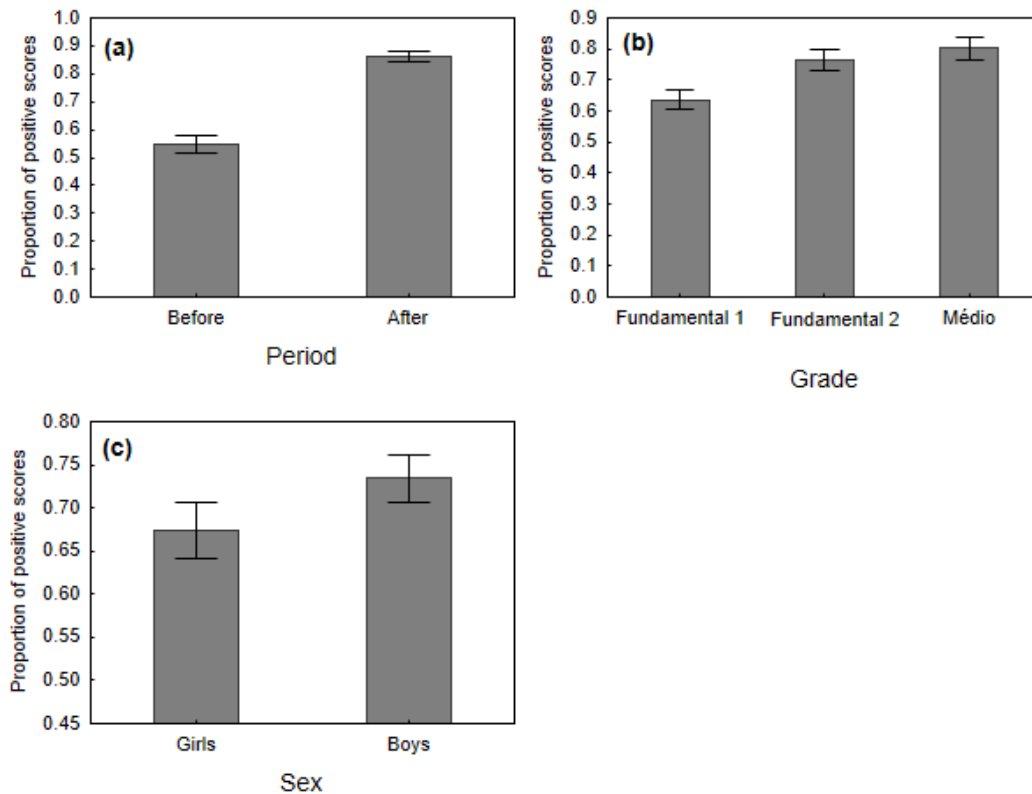 (a)
Proportion of positive scores
1.0
0.9
0.8
0.7
0.6
0.5
0.4
0.3
0.2
0.1
0.0
Before After
Period
(b)
Proportion of positive scores
0.9
0.8
0.7
0.6
0.5
0.4
0.3
0.2
0.1
0.0
Fundamental 1 Fundamental 2 Médio
Grade
(c)
Proportion of positive scores
0.80
0.75
0.70
0.65
0.60
0.55
0.50
0.45
Girls Boys
Sex